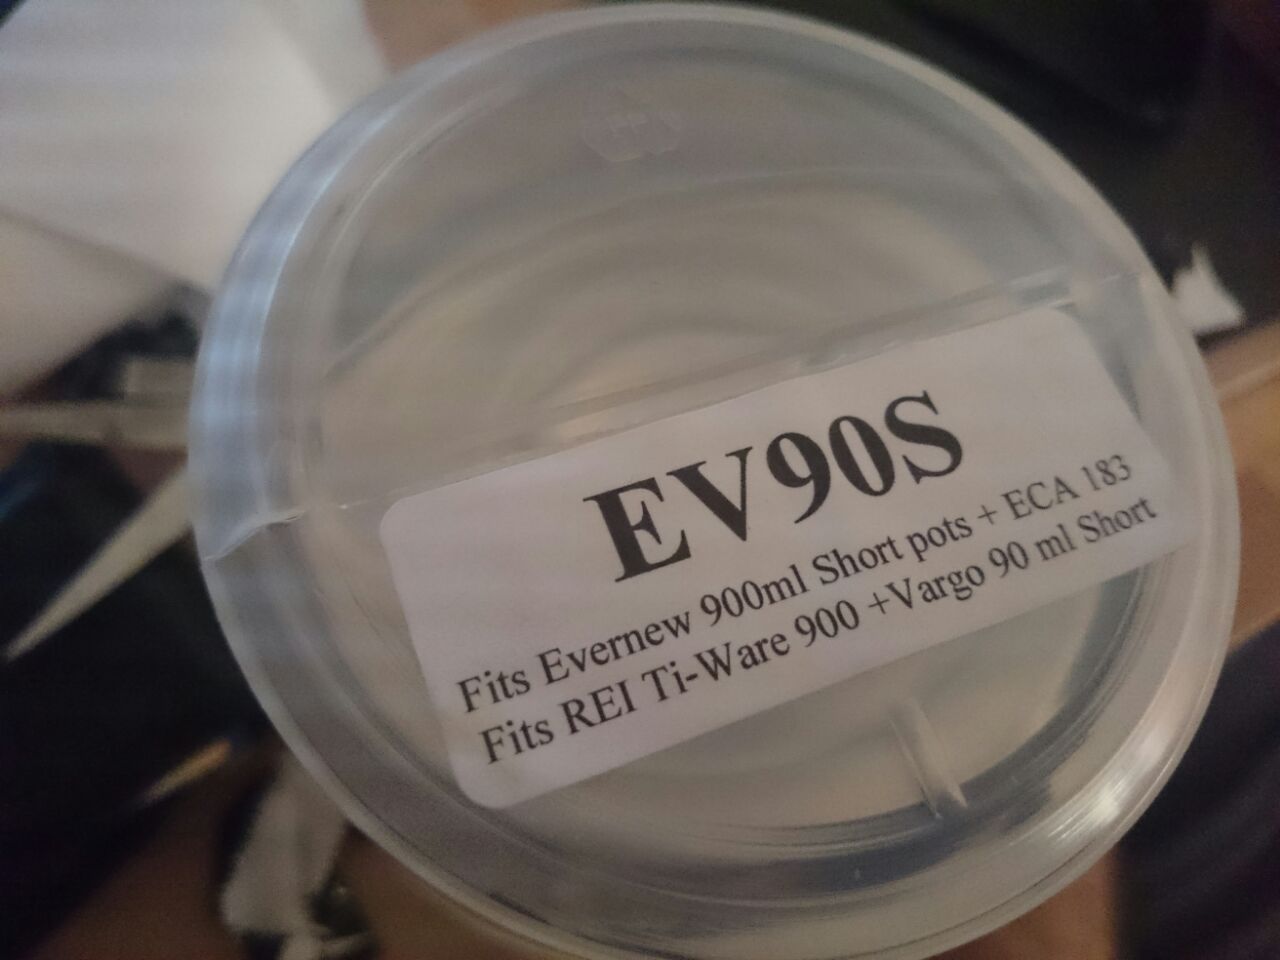 EV90S
Fits Evernew 900ml Short pots + ECA 183
Fits REI Ti-Ware 900 +Vargo 90 ml Short